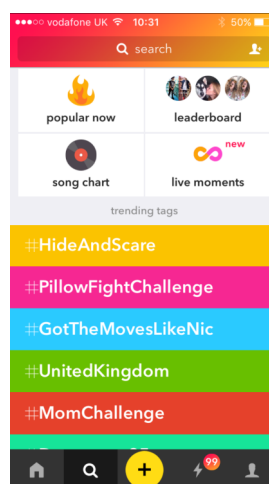 vodafone UK 10:31 50%
search
popular now leaderboard
new
song chart live moments
trending tags
#HideAndScare
#PillowFightChallenge
#GotTheMovesLikeNic
#UnitedKingdom
#MomChallenge
99